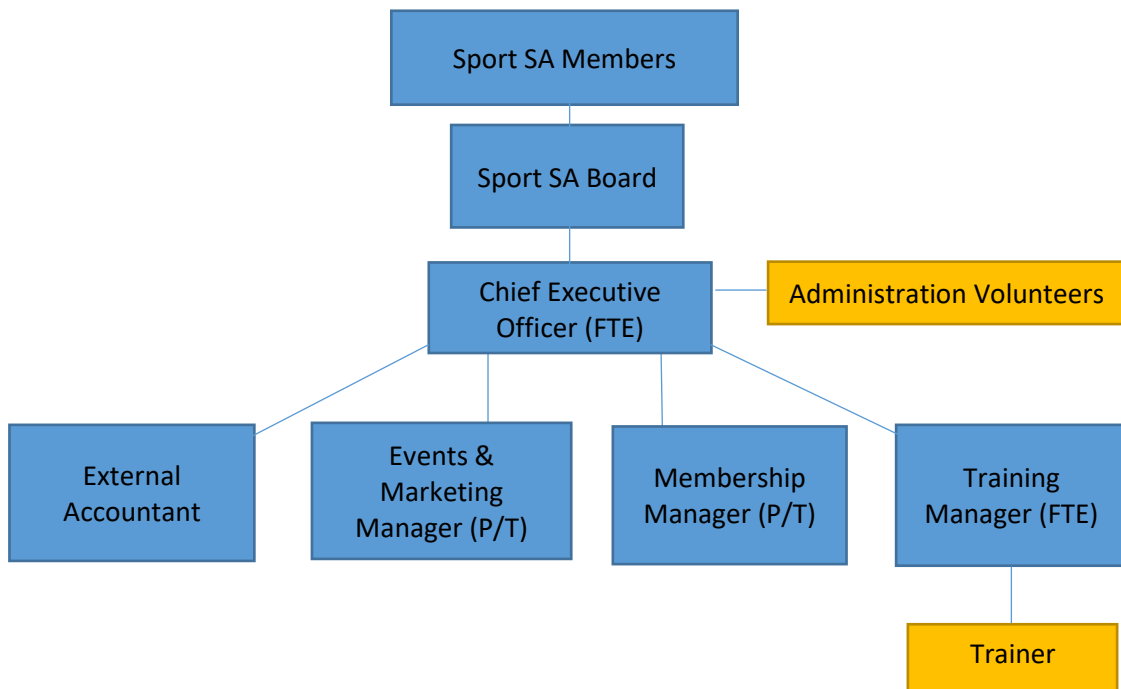 Sport SA Members
Sport SA Board
Chief Executive
Officer (FTE)
Administration Volunteers
External
Accountant
Events &
Marketing
Manager (P/T)
Membership
Manager (P/T)
Training
Manager (FTE)
Trainer